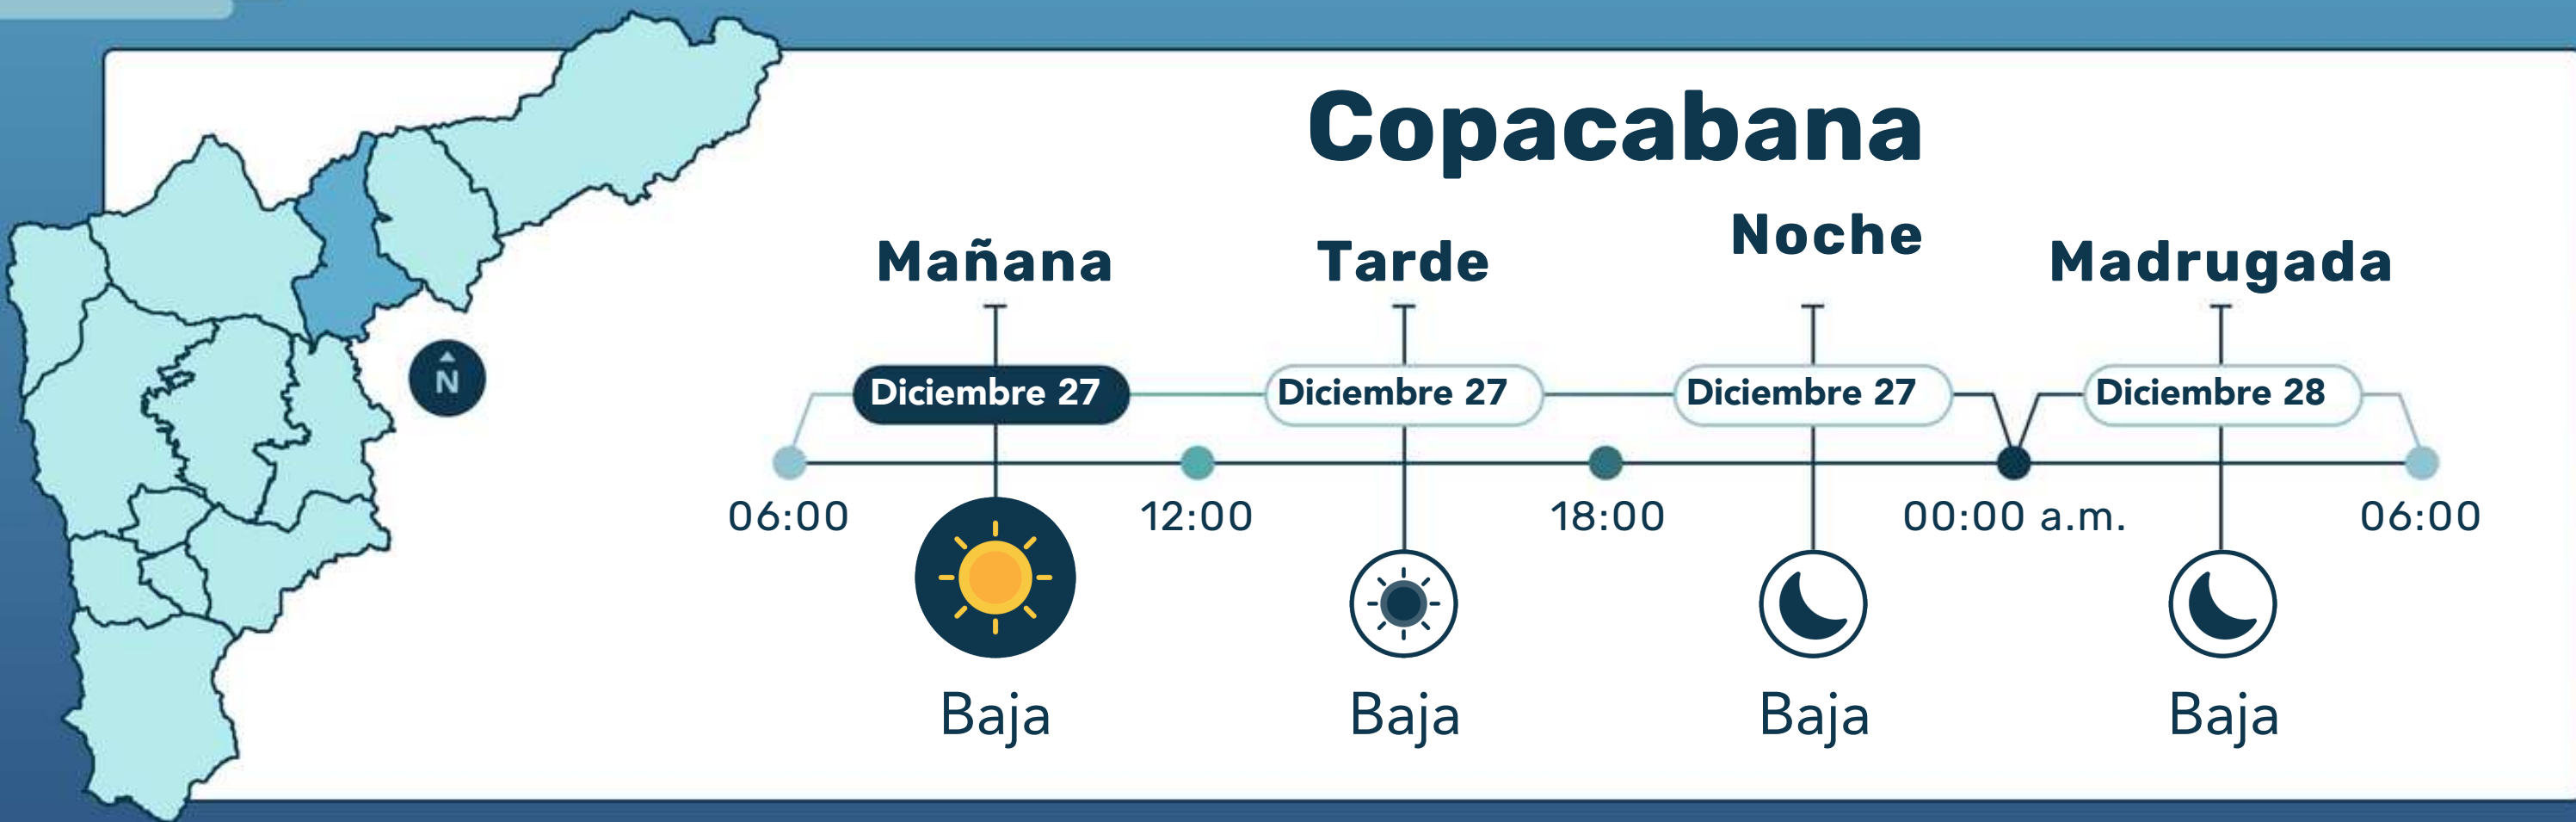 Copacabana
Mañana
Tarde
Noche
Madrugada
Diciembre 27
Diciembre 27
Diciembre 27
Diciembre 28
N
06:00
12:00
18:00
00:00 a.m.
06:00
Baja
Baja
Baja
Baja